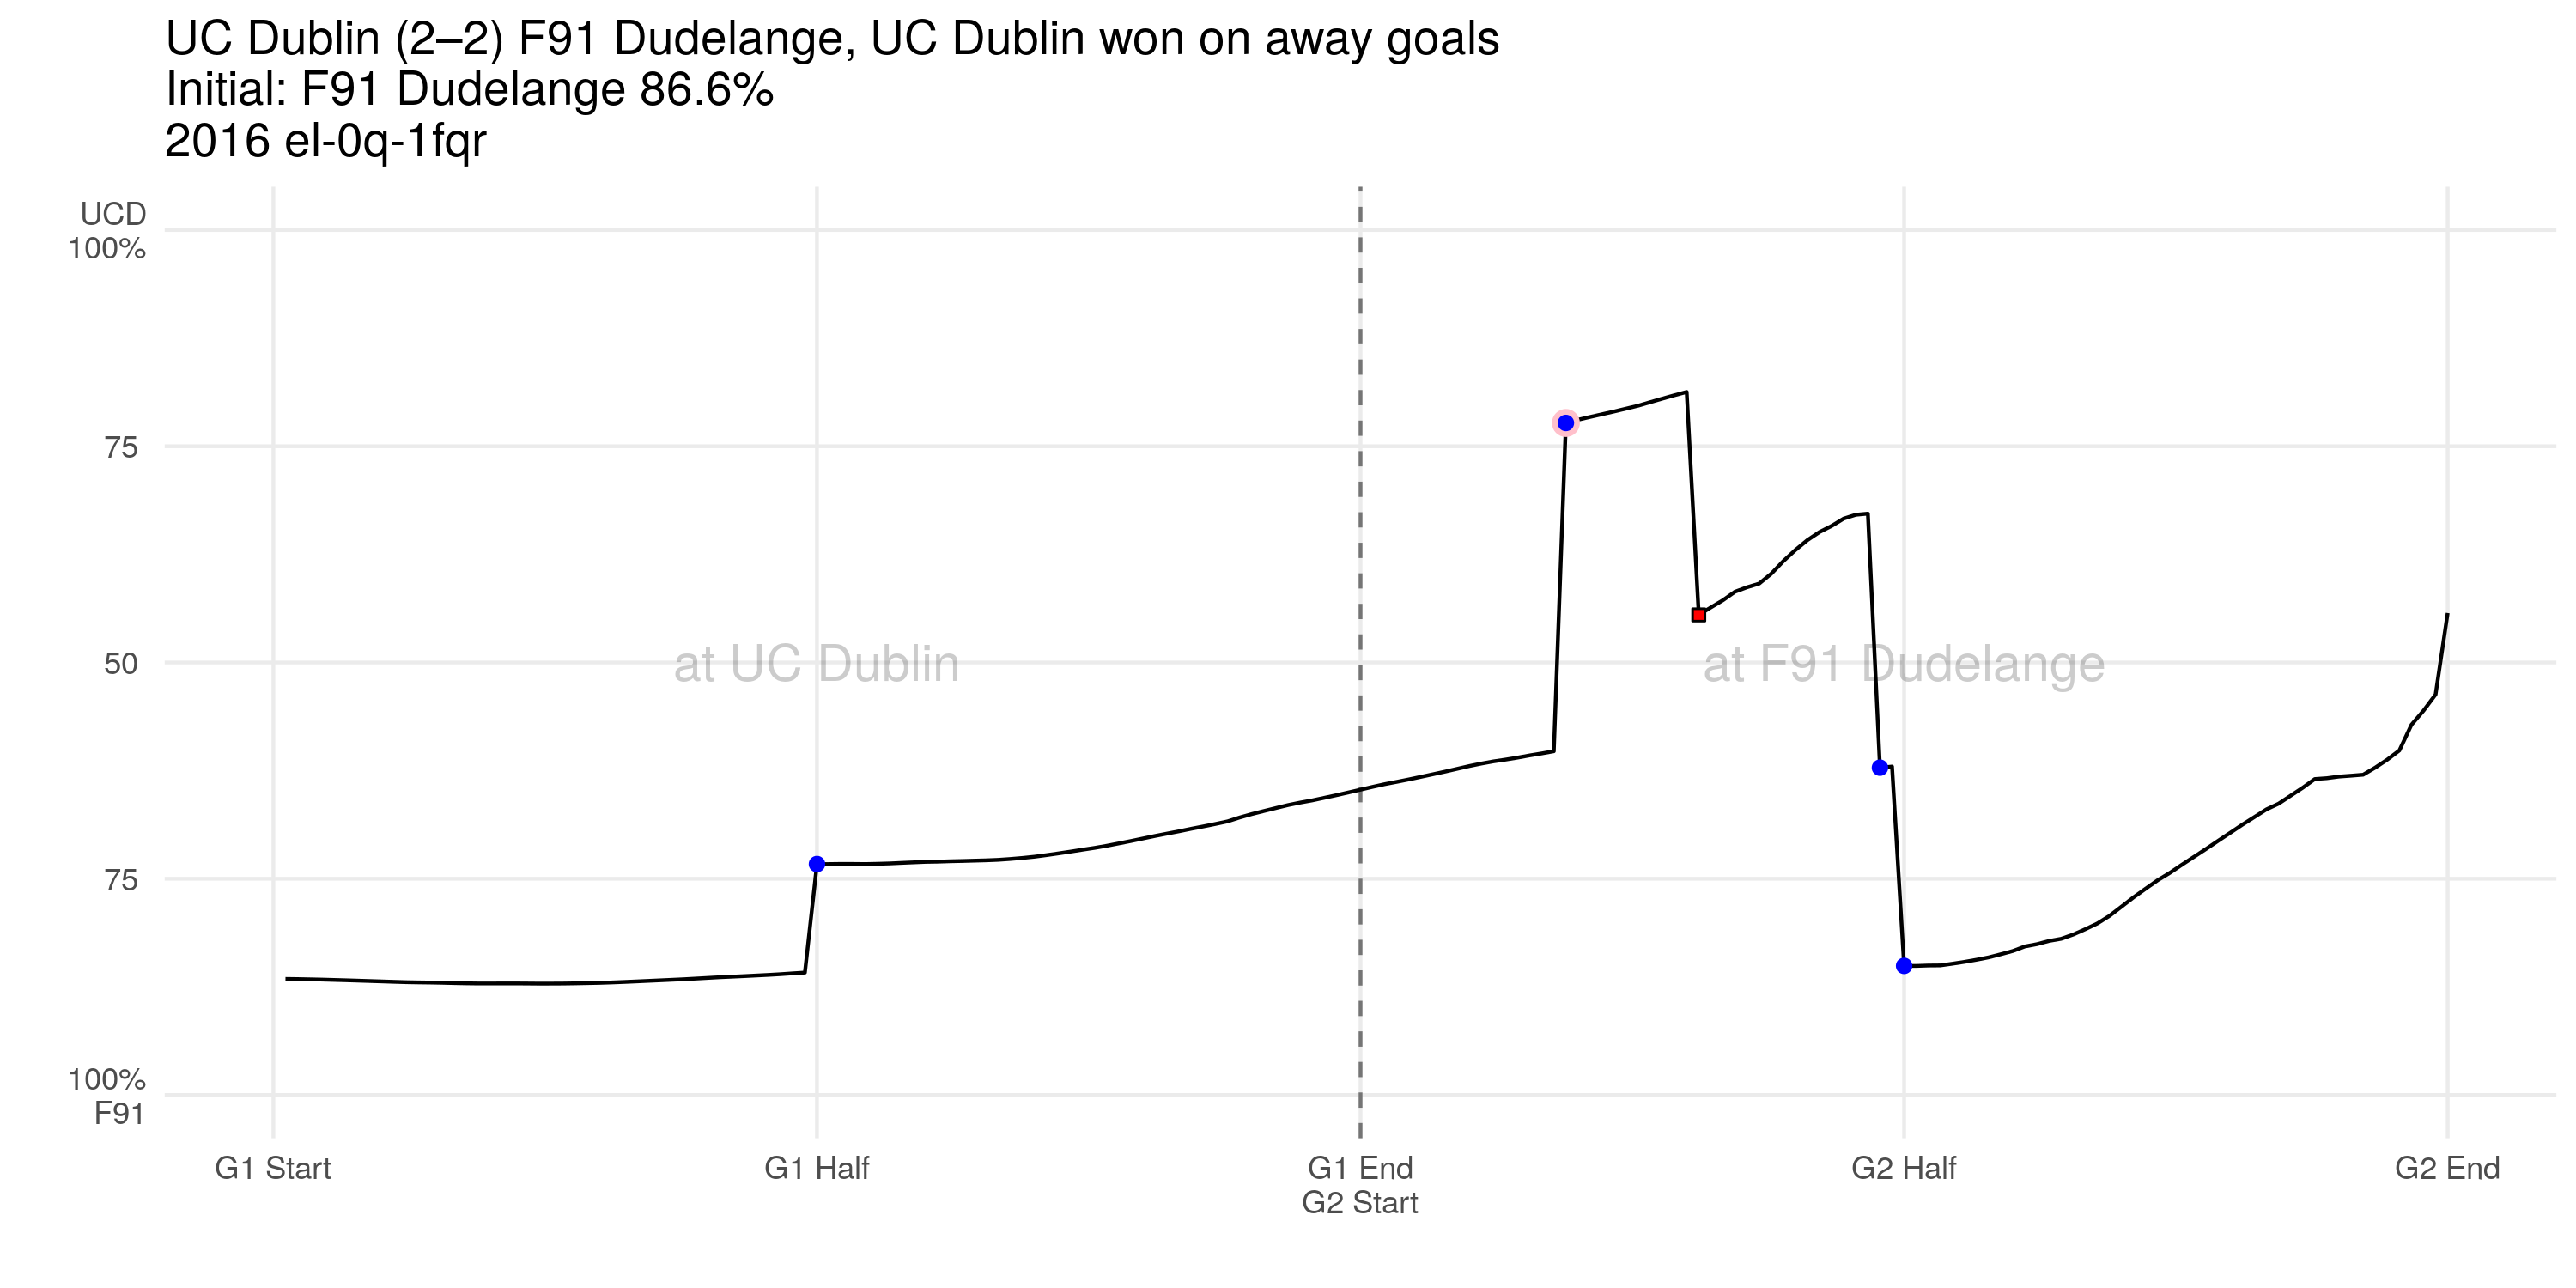 UC Dublin (2–2) F91 Dudelange, UC Dublin won on away goals
Initial: F91 Dudelange 86.6%
2016 el-0q-1fqr
UCD
100%
75
50
75
100%
F91
at UC Dublin
at F91 Dudelange
G1 Start
G1 Half
G1 End
G2 Start
G2 Half
G2 End